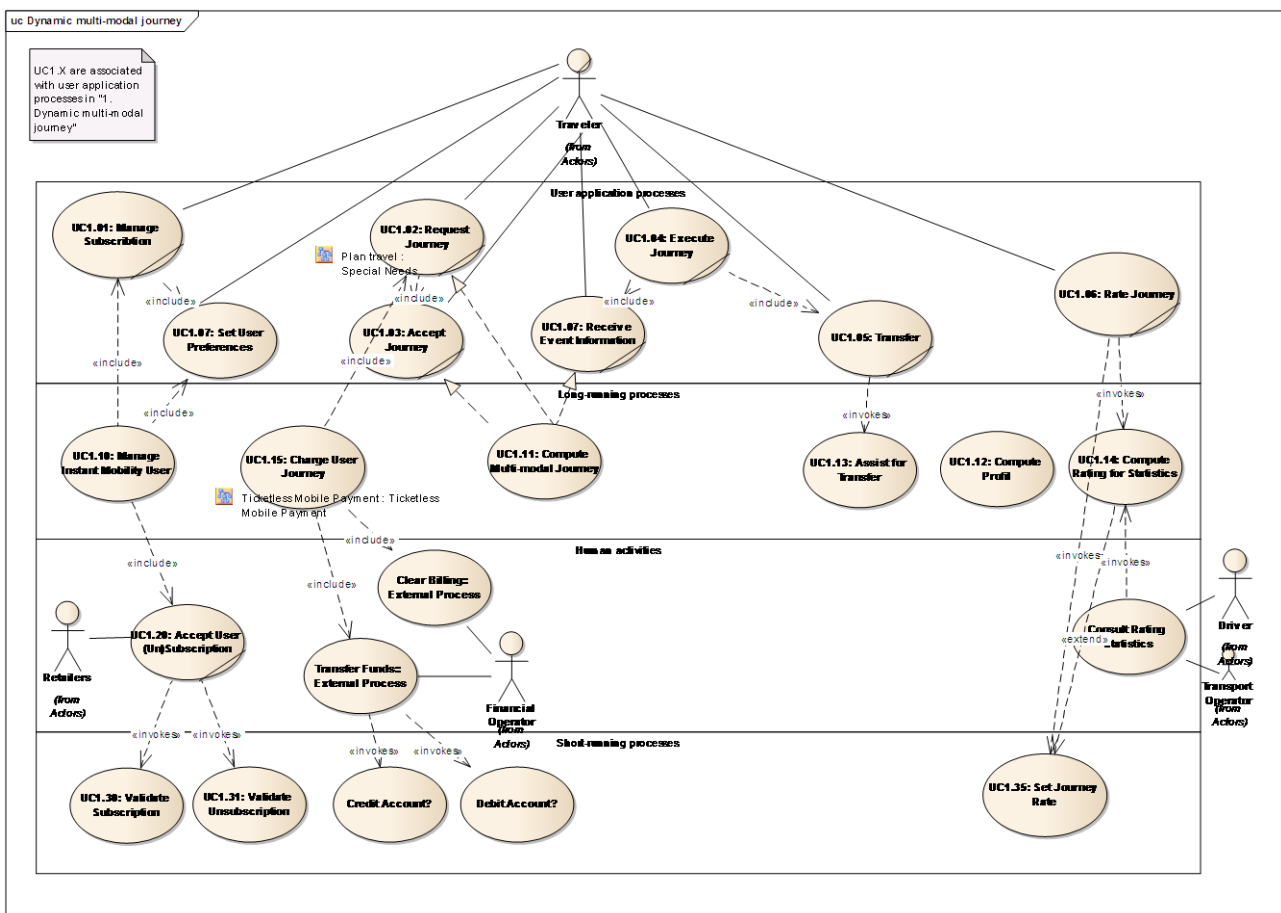 uc Dynamic multi-modal journey
UC1.X are associated
with user application
processes in "1.
Dynamic multi-modal
journey"
Traveler
(from
Actors)
User application processes
UC1.01: Manage
Subscribtion
UC1.02: Request
Journey
Plan travel :
Special Needs
UC1.04: Execute
Journey
UC1.06: Rate Journey
«include»
«include»
«include»
«include»
UC1.07: Set User
Preferences
UC1.03: Accept
Journey
UC1.07: Receive
Event Information
UC1.05: Transfer
«include»
«include»
Long-running processes
«include»
«invokes»
«invokes»
UC1.10: Manage
Instant Mobility User
UC1.15: Charge User
Journey
UC1.11: Compute
Multi-modal Journey
UC1.13: Assist for
Transfer
UC1.12: Compute
Profil
UC1.14: Compute
Rating for Statistics
Ticketless Mobile Payment : Ticketless
Mobile Payment
«include»
Human activities
«include»
«include»
«invokes»
«invokes»
Clear Billing::
External Process
Retailers
(from
Actors)
UC1.20: Accept User
(Un)Subscription
Transfer Funds::
External Process
Financial
Operator
(from
Actors)
Consult Rating
Statistics
«extend»
Driver
(from
Actors)
Transport
Operator
(from
Actors)
«invokes»
«invokes»
«invokes»
«invokes»
Short-running processes
UC1.30: Validate
Subscription
UC1.31: Validate
Unsubscription
Credit Account?
Debit Account?
UC1.35: Set Journey
Rate